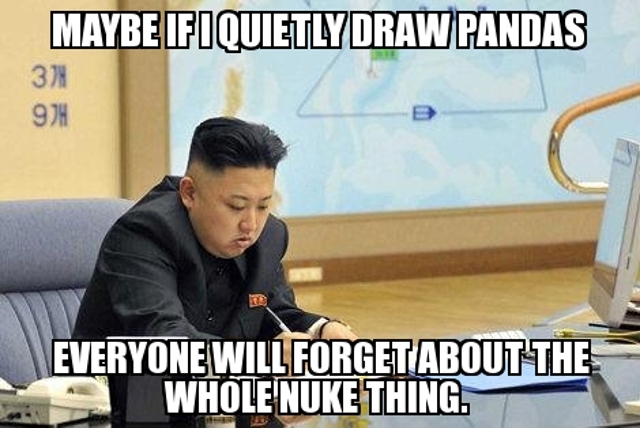 MAYBE IF I QUIETLY DRAW PANDAS
3개
9개
EVERYONE WILL FORGET ABOUT THE
WHOLE NUKE THING.